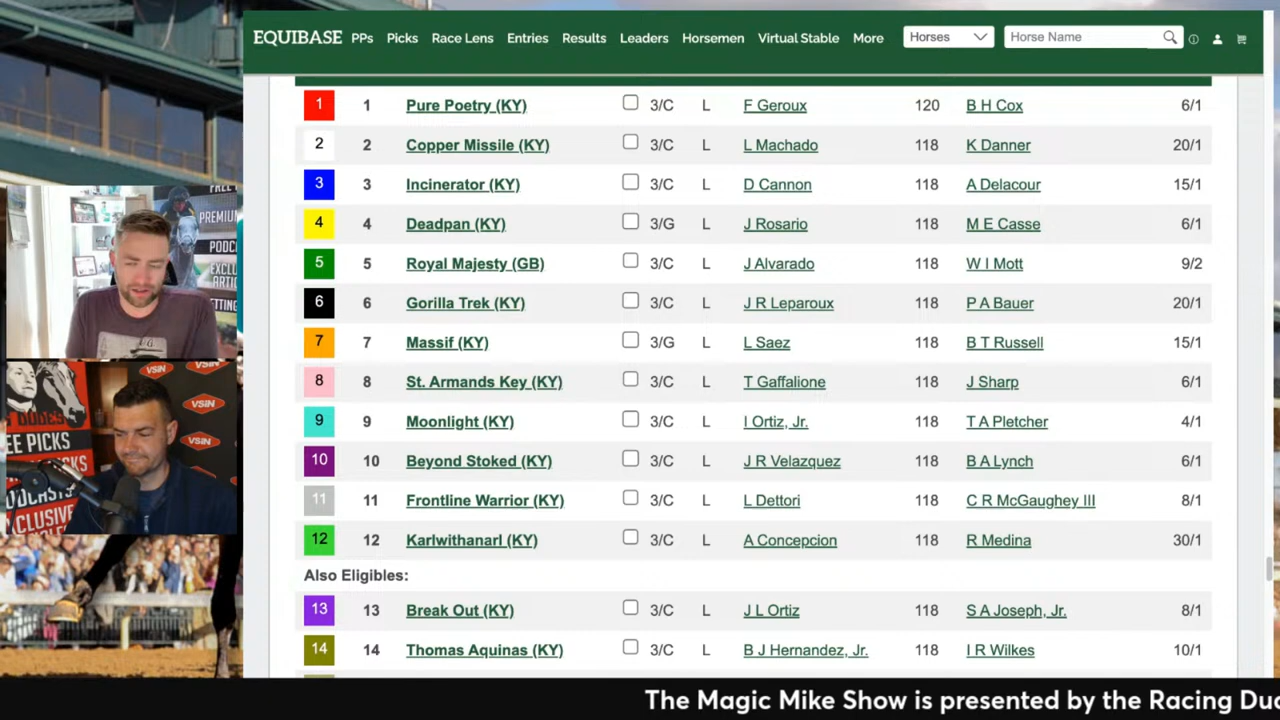 EQUIBASE PPs Picks Race Lens Entries Results Leaders Horsemen Virtual Stable More Horses Horse Name
1 1 Pure Poetry (KY) 3/C L F Geroux 120 B H Cox 6/1
2 2 Copper Missile (KY) 3/C L L Machado 118 K Danner 20/1
3 3 Incinerator (KY) 3/C L D Cannon 118 A Delacour 15/1
4 4 Deadpan (KY) 3/G L J Rosario 118 M E Casse 6/1
5 5 Royal Majesty (GB) 3/C L J Alvarado 118 W I Mott 9/2
6 6 Gorilla Trek (KY) 3/C L J R Leparoux 118 P A Bauer 20/1
7 7 Massif (KY) 3/G L L Saez 118 B T Russell 15/1
8 8 St. Armands Key (KY) 3/C L T Gaffalione 118 J Sharp 6/1
9 9 Moonlight (KY) 3/C L I Ortiz, Jr. 118 T A Pletcher 4/1
10 10 Beyond Stoked (KY) 3/C L J R Velazquez 118 B A Lynch 6/1
11 11 Frontline Warrior (KY) 3/C L L Dettori 118 C R McGaughey III 8/1
12 12 Karlwithanarl (KY) 3/C L A Concepcion 118 R Medina 30/1
Also Eligibles:
13 13 Break Out (KY) 3/C L J L Ortiz 118 S A Joseph, Jr. 8/1
14 14 Thomas Aquinas (KY) 3/C L B J Hernandez, Jr. 118 I R Wilkes 10/1
PREMIUM
PODC
EXCLU
ARTIC
VSiN
VSiN
VSiN
VSiN
EE PICKS
The Magic Mike Show is presented by the Racing Dud